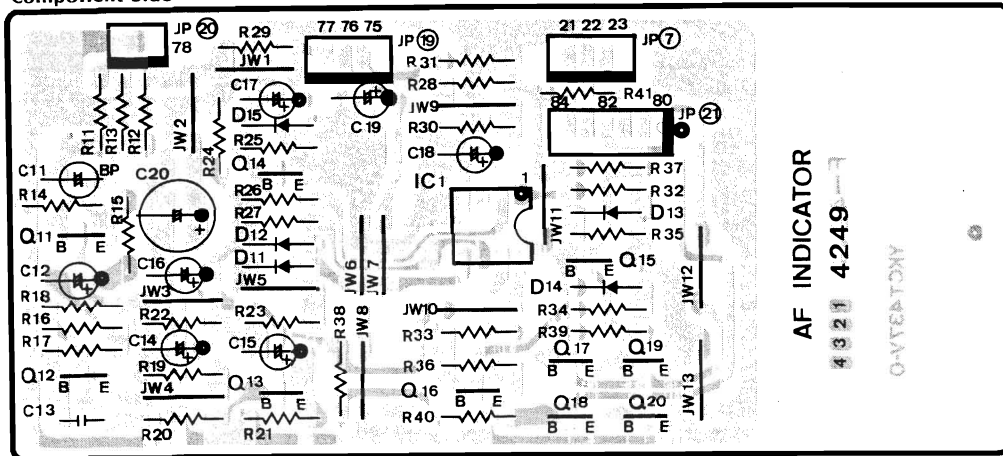 Component Side
JP 20
78
R29
JW1
77 76 75
JP 19
21 22 23
JP 7
R31
R28
JW9
R30
C18
R41
84 82 80
JP 21
C17
D15
R25
Q14
B E
C19
R11
R13
R12
JW2
R24
C11
BP
R14
R15
C20
R26
R27
D12
D11
JW5
IC1
1
JW11
R37
R32
D13
R35
Q11
B E
C12
C16
JW3
JW6
JW7
Q15
B E
D14
JW12
R18
R16
R17
R22
C14
R19
JW4
R23
C15
R38
JW8
JW10
R33
R34
R39
Q12
B E
C13
R20
Q13
B E
R21
R36
Q16
B E
R40
Q17
B E
Q19
B E
Q18
B E
Q20
B E
JW13
AF INDICATOR
4321 4249
YKCT437V-0